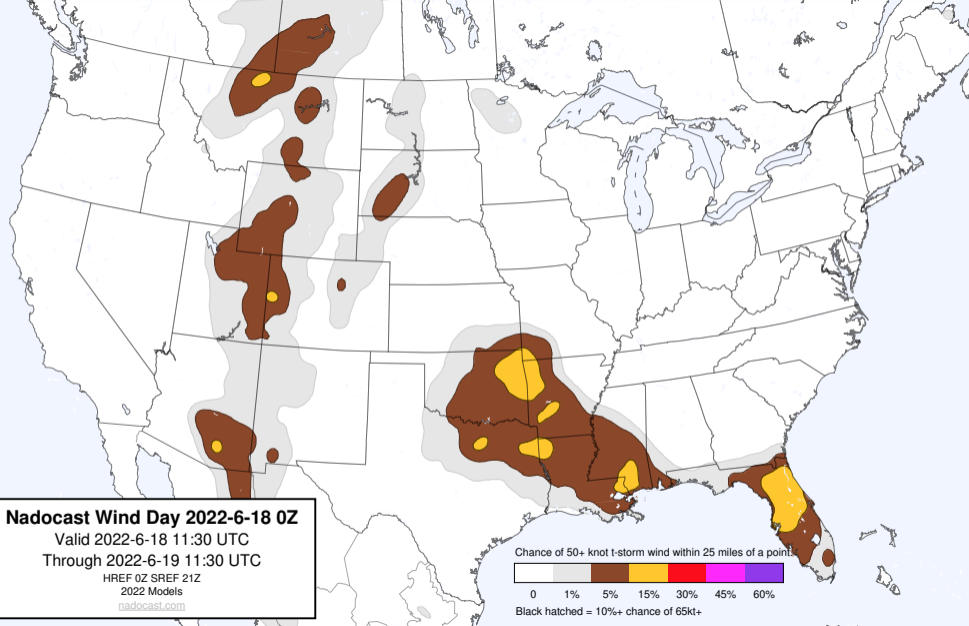 Nadocast Wind Day 2022-6-18 0Z
Valid 2022-6-18 11:30 UTC
Through 2022-6-19 11:30 UTC
HREF 0Z SREF 21Z
2022 Models
nadocast.com
Chance of 50+ knot t-storm wind within 25 miles of a point.
0 1% 5% 15% 30% 45% 60%
Black hatched = 10%+ chance of 65kt+